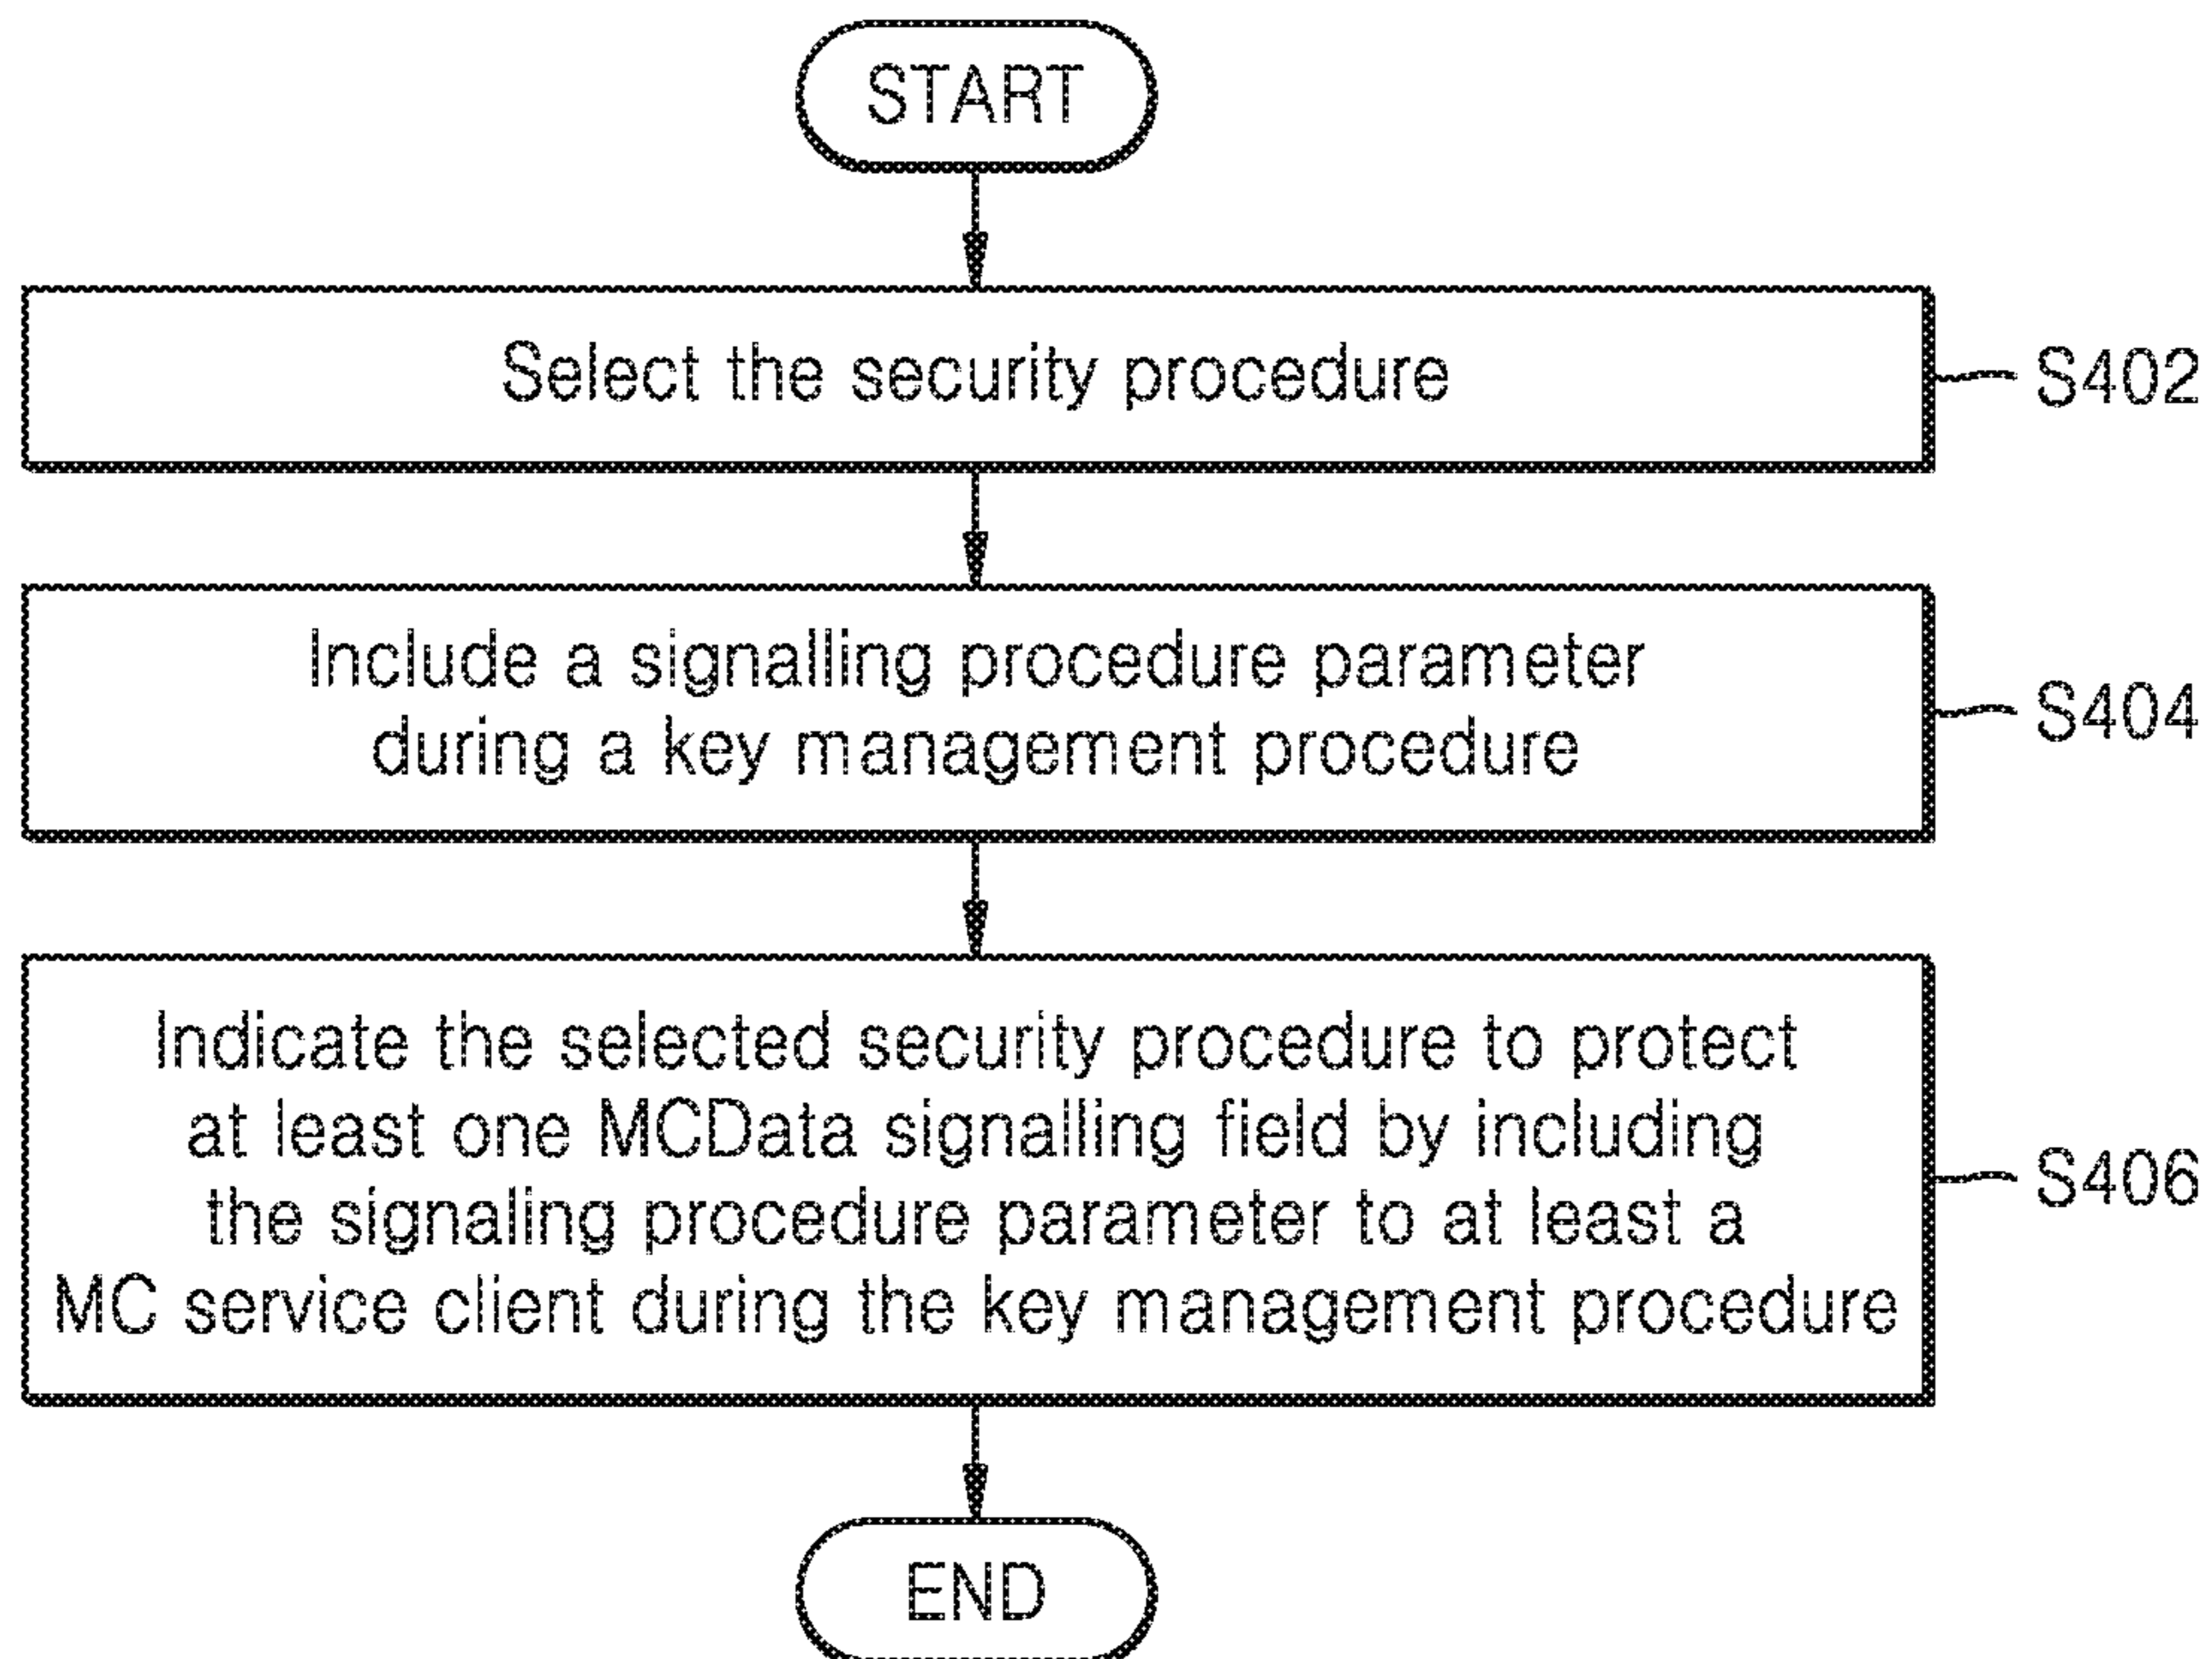 START
Select the security procedure
S402
Include a signalling procedure parameter
during a key management procedure
S404
Indicate the selected security procedure to protect
at least one MCData signalling field by including
the signaling procedure parameter to at least a
MC service client during the key management procedure
S406
END